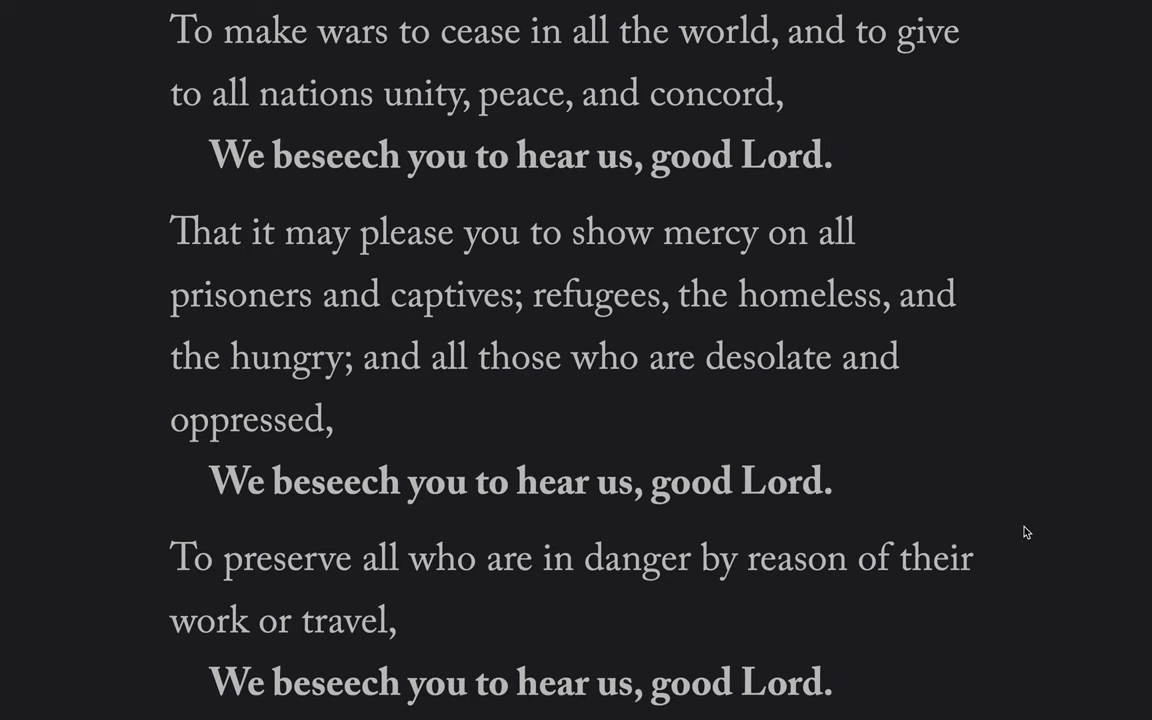 To make wars to cease in all the world, and to give
to all nations unity, peace, and concord,
We beseech you to hear us, good Lord.
That it may please you to show mercy on all
prisoners and captives; refugees, the homeless, and
the hungry; and all those who are desolate and
oppressed,
We beseech you to hear us, good Lord.
To preserve all who are in danger by reason of their
work or travel,
We beseech you to hear us, good Lord.